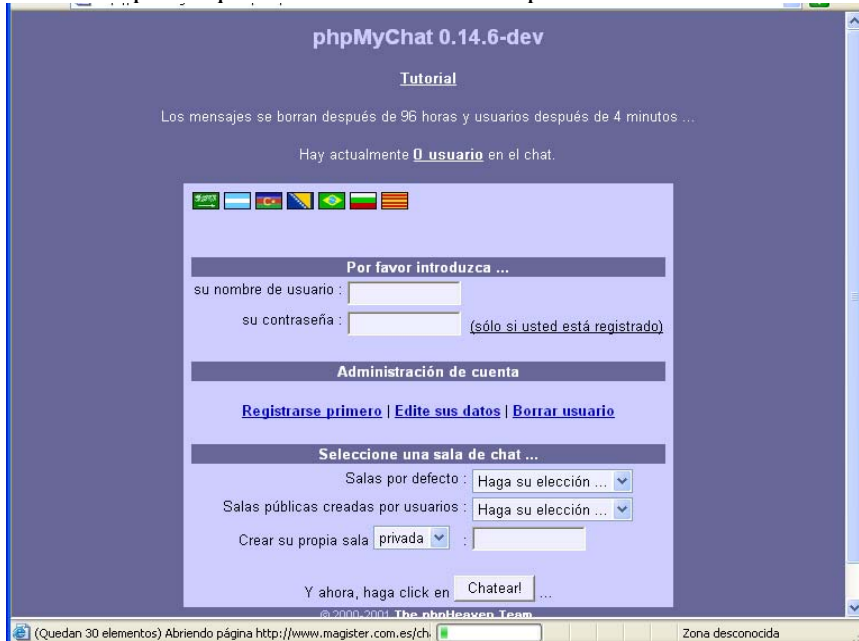 phpMyChat 0.14.6-dev
Tutorial
Los mensajes se borran después de 96 horas y usuarios después de 4 minutos ...
Hay actualmente 0 usuario en el chat.
Por favor introduzca ...
su nombre de usuario :
su contraseña : (sólo si usted está registrado)
Administración de cuenta
Registrarse primero | Edite sus datos | Borrar usuario
Seleccione una sala de chat ...
Salas por defecto : Haga su elección ...
Salas públicas creadas por usuarios : Haga su elección ...
Crear su propia sala privada :
Y ahora, haga click en Chatear! ...
© 2000-2001 The phpHeaven Team
(Quedan 30 elementos) Abriendo página http://www.magister.com.es/ch Zona desconocida